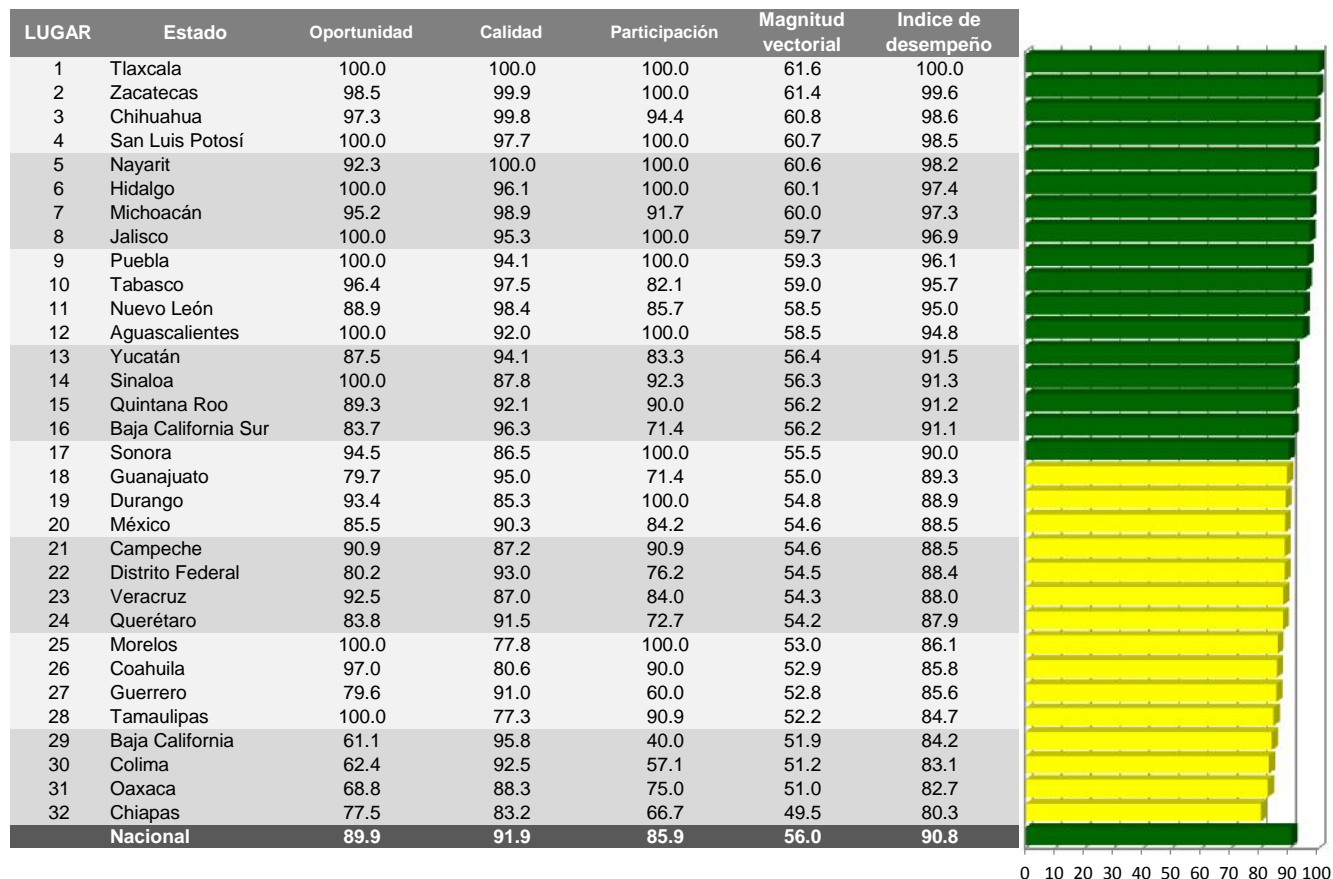 LUGAR Estado Oportunidad Calidad Participación Magnitud vectorial Indice de desempeño
1 Tlaxcala 100.0 100.0 100.0 61.6 100.0
2 Zacatecas 98.5 99.9 100.0 61.4 99.6
3 Chihuahua 97.3 99.8 94.4 60.8 98.6
4 San Luis Potosí 100.0 97.7 100.0 60.7 98.5
5 Nayarit 92.3 100.0 100.0 60.6 98.2
6 Hidalgo 100.0 96.1 100.0 60.1 97.4
7 Michoacán 95.2 98.9 91.7 60.0 97.3
8 Jalisco 100.0 95.3 100.0 59.7 96.9
9 Puebla 100.0 94.1 100.0 59.3 96.1
10 Tabasco 96.4 97.5 82.1 59.0 95.7
11 Nuevo León 88.9 98.4 85.7 58.5 95.0
12 Aguascalientes 100.0 92.0 100.0 58.5 94.8
13 Yucatán 87.5 94.1 83.3 56.4 91.5
14 Sinaloa 100.0 87.8 92.3 56.3 91.3
15 Quintana Roo 89.3 92.1 90.0 56.2 91.2
16 Baja California Sur 83.7 96.3 71.4 56.2 91.1
17 Sonora 94.5 86.5 100.0 55.5 90.0
18 Guanajuato 79.7 95.0 71.4 55.0 89.3
19 Durango 93.4 85.3 100.0 54.8 88.9
20 México 85.5 90.3 84.2 54.6 88.5
21 Campeche 90.9 87.2 90.9 54.6 88.5
22 Distrito Federal 80.2 93.0 76.2 54.5 88.4
23 Veracruz 92.5 87.0 84.0 54.3 88.0
24 Querétaro 83.8 91.5 72.7 54.2 87.9
25 Morelos 100.0 77.8 100.0 53.0 86.1
26 Coahuila 97.0 80.6 90.0 52.9 85.8
27 Guerrero 79.6 91.0 60.0 52.8 85.6
28 Tamaulipas 100.0 77.3 90.9 52.2 84.7
29 Baja California 61.1 95.8 40.0 51.9 84.2
30 Colima 62.4 92.5 57.1 51.2 83.1
31 Oaxaca 68.8 88.3 75.0 51.0 82.7
32 Chiapas 77.5 83.2 66.7 49.5 80.3
Nacional 89.9 91.9 85.9 56.0 90.8
0 10 20 30 40 50 60 70 80 90 100